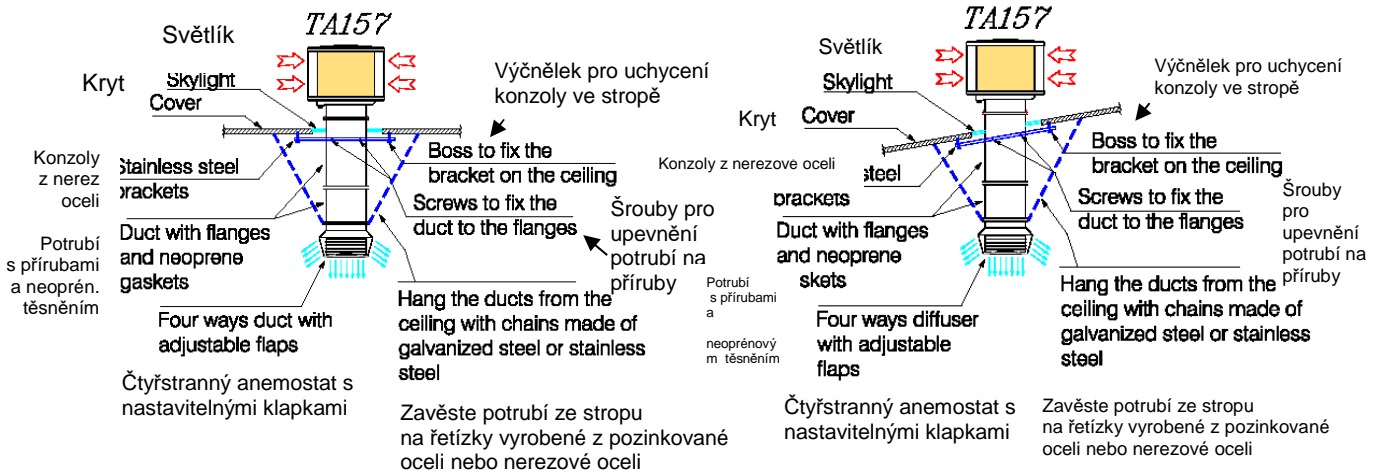 TA157
Světlík
Kryt
Skylight
Cover
Výčnělek pro uchycení
konzoly ve stropě
Konzoly
z nerez
oceli
Stainless steel
brackets
Boss to fix the
bracket on the ceiling
Screws to fix the
duct to the flanges
Šrouby pro
upevnění
potrubí na
příruby
Potrubí
s přírubami
a neoprén.
těsněním
Duct with flanges
and neoprene
gaskets
Four ways duct with
adjustable flaps
Hang the ducts from the
ceiling with chains made of
galvanized steel or stainless
steel
Čtyřstranný anemostat s
nastavitelnými klapkami
Zavěste potrubí ze stropu
na řetízky vyrobené z pozinkované
oceli nebo nerezové oceli
TA157
Světlík
Skylight
Kryt
Cover
Výčnělek pro uchycení
konzoly ve stropě
Konzoly z nerezové oceli
steel
brackets
Boss to fix the
bracket on the ceiling
Screws to fix the
duct to the flanges
Šrouby
pro
upevnění
potrubí na
příruby
Duct with flanges
and neoprene
skets
Potrubí
s přírubami
a
neoprénový
m těsněním
Four ways diffuser
with adjustable
flaps
Hang the ducts from the
ceiling with chains made of
galvanized steel or stainless
steel
Čtyřstranný anemostat s
nastavitelnými klapkami
Zavěste potrubí ze stropu
na řetízky vyrobené z pozinkované
oceli nebo nerezové oceli